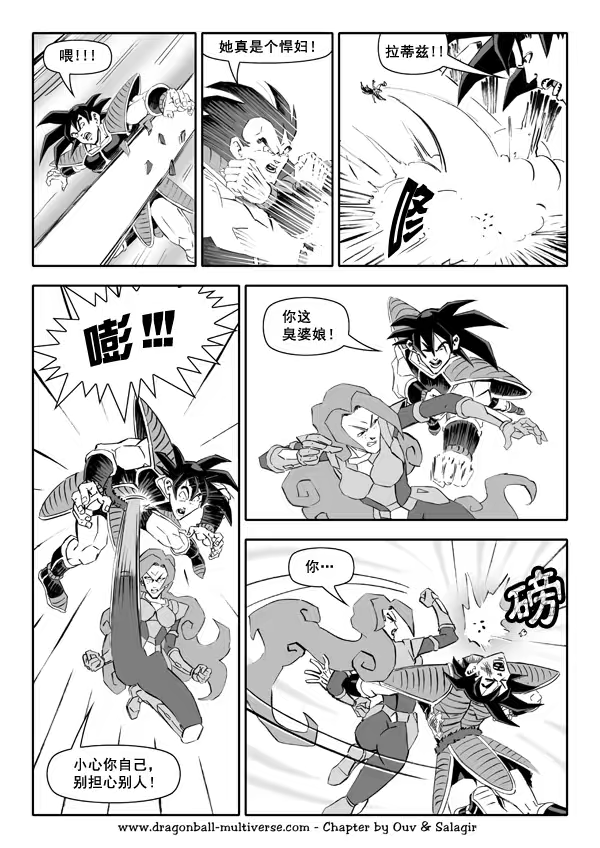 喂!!!
她真是个悍妇!
拉蒂兹!!
咚
嘭!!!
你这
臭婆娘!
小心你自己,
别担心别人!
你…
磅
www.dragonball-multiverse.com - Chapter by Ouv & Salagir